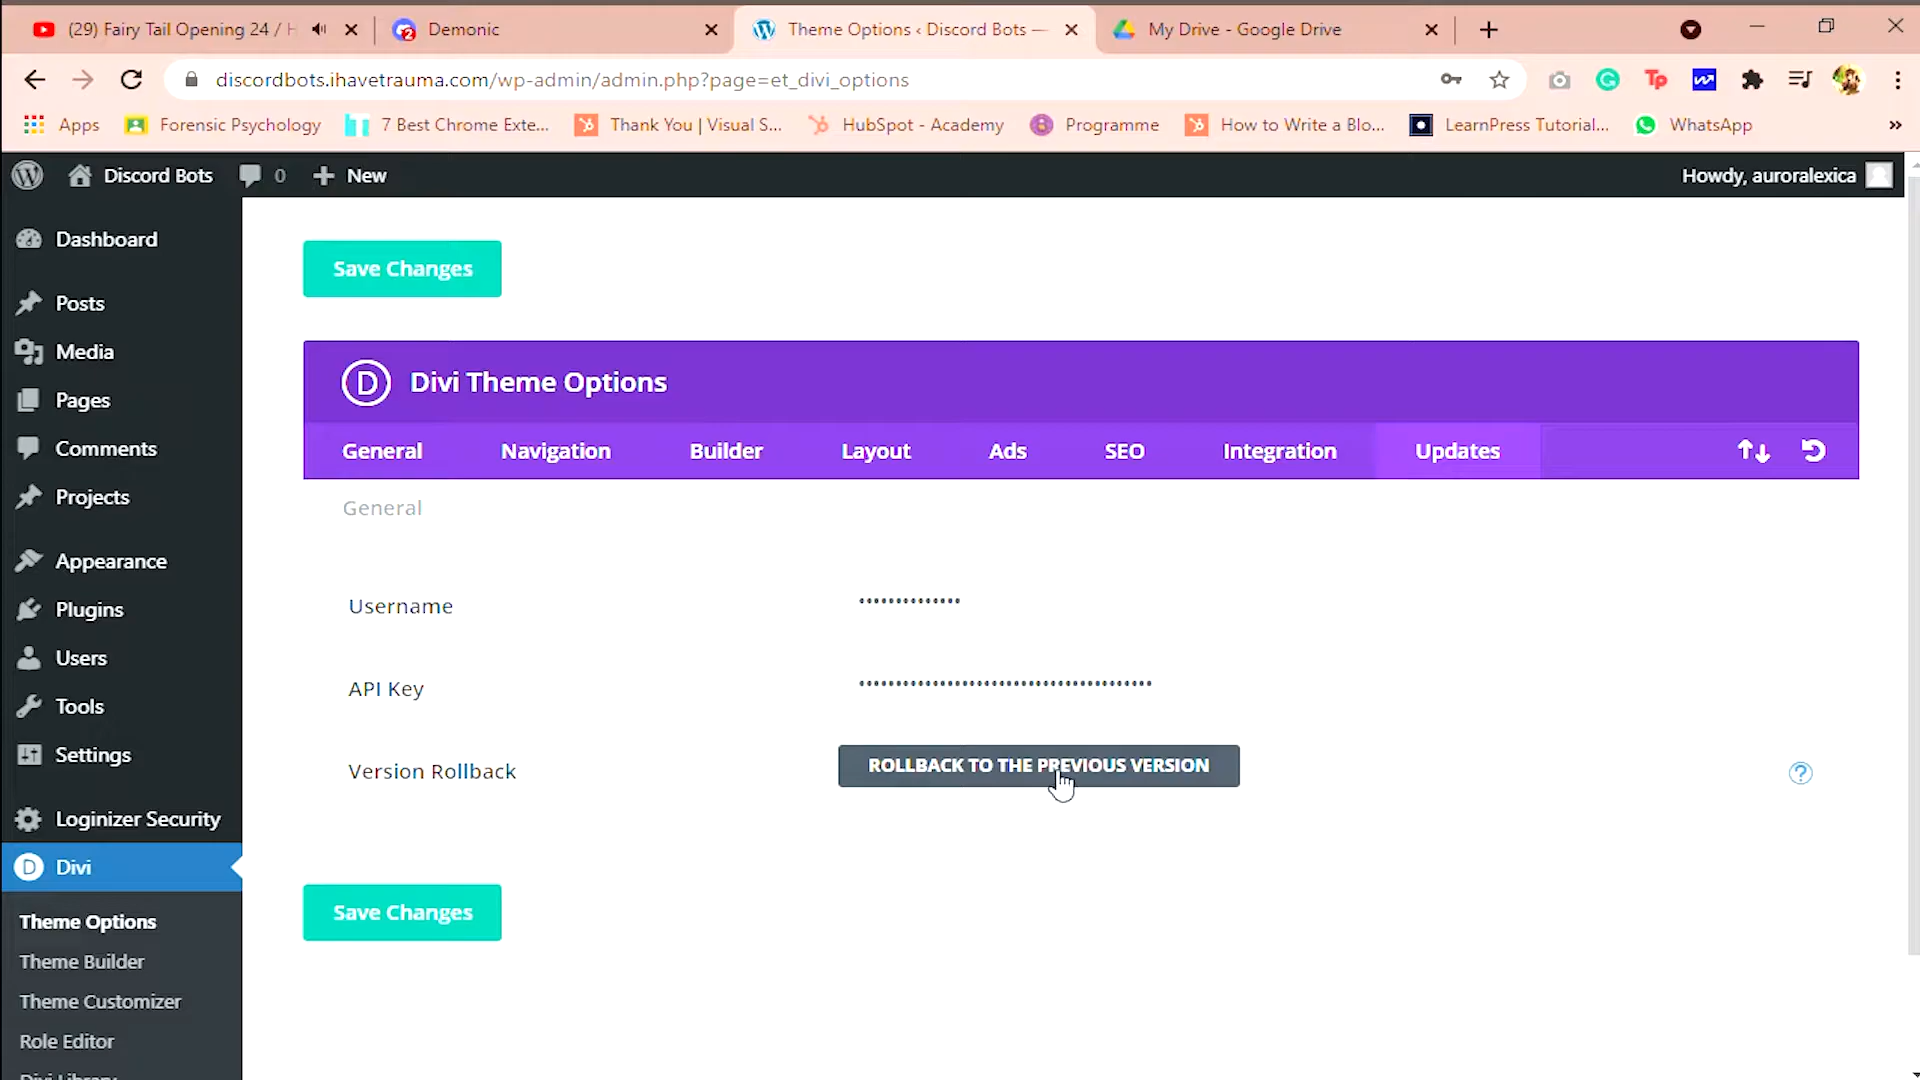 (29) Fairy Tail Opening 24 / H
Demonic
Theme Options ‹ Discord Bots —
My Drive - Google Drive
discordbots.ihavetrauma.com/wp-admin/admin.php?page=et_divi_options
Apps
Forensic Psychology
7 Best Chrome Exte...
Thank You | Visual S...
HubSpot - Academy
Programme
How to Write a Blo...
LearnPress Tutorial...
WhatsApp
Discord Bots
0
New
Howdy, auroralexica
Dashboard
Posts
Media
Pages
Comments
Projects
Appearance
Plugins
Users
Tools
Settings
Loginizer Security
Divi
Theme Options
Theme Builder
Theme Customizer
Role Editor
Divi Library
Save Changes
Divi Theme Options
General
Navigation
Builder
Layout
Ads
SEO
Integration
Updates
General
Username
API Key
Version Rollback
ROLLBACK TO THE PREVIOUS VERSION
Save Changes